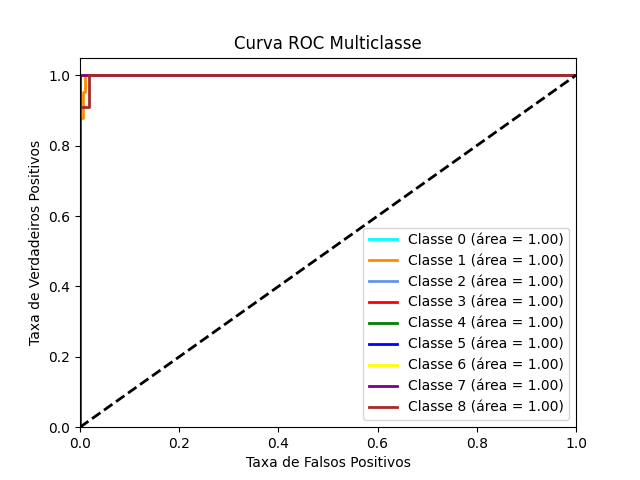 Curva ROC Multiclasse
Taxa de Verdadeiros Positivos
1.0
0.8
0.6
0.4
0.2
0.0
Classe 0 (área = 1.00)
Classe 1 (área = 1.00)
Classe 2 (área = 1.00)
Classe 3 (área = 1.00)
Classe 4 (área = 1.00)
Classe 5 (área = 1.00)
Classe 6 (área = 1.00)
Classe 7 (área = 1.00)
Classe 8 (área = 1.00)
0.0 0.2 0.4 0.6 0.8 1.0
Taxa de Falsos Positivos